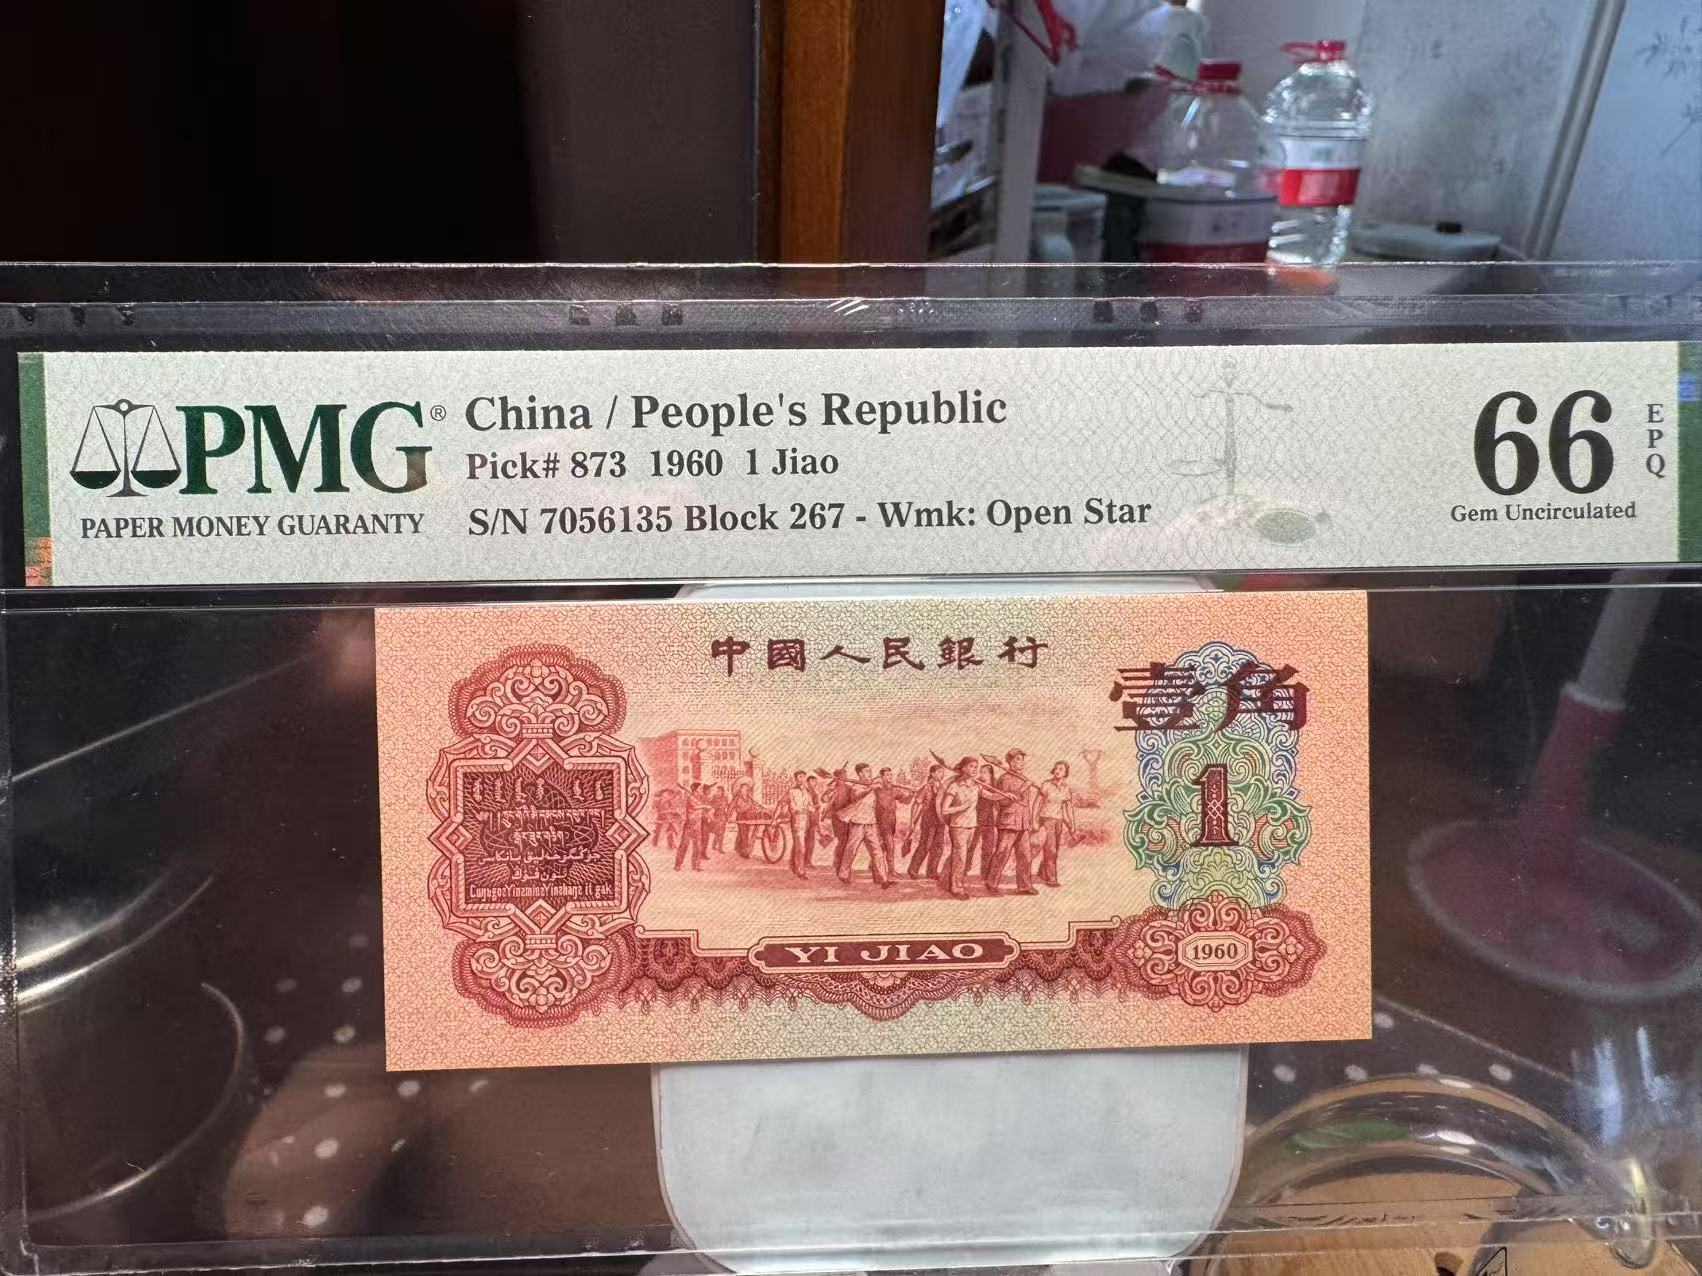 PMG®
PAPER MONEY GUARANTY
China / People's Republic
Pick# 873 1960 1 Jiao
S/N 7056135 Block 267 - Wmk: Open Star
66
EPQ
Gem Uncirculated
中國人民銀行
壹角
1
YI JIAO
1960